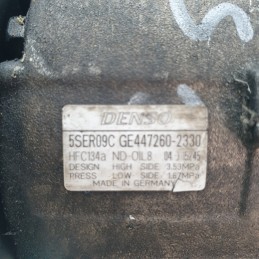 DENSO
5SER09C GE447260-2330
HFC134a ND-OIL8
DESIGN HIGH SIDE 3.53MPa
PRESS LOW SIDE 1.67MPa
MADE IN GERMANY